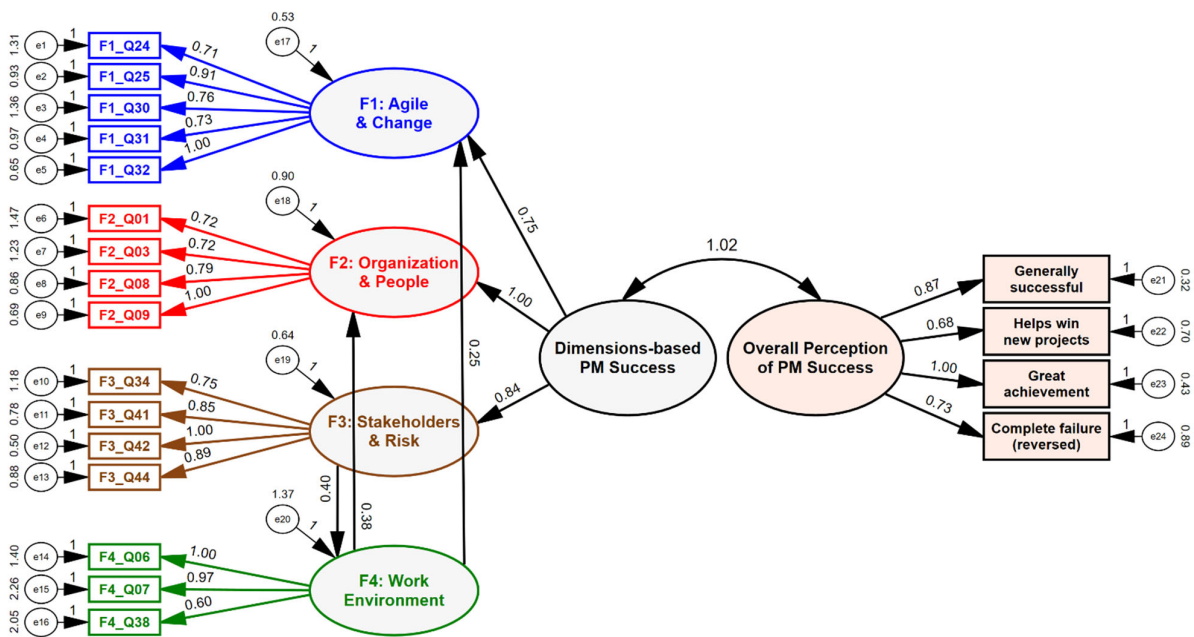 0.53
e17
1
1.31
e1
1
F1_Q24
0.71
0.93
e2
1
F1_Q25
0.91
1.36
e3
1
F1_Q30
0.76
0.97
e4
1
F1_Q31
0.73
0.65
e5
1
F1_Q32
1.00
F1: Agile
& Change
0.90
e18
1
1.47
e6
1
F2_Q01
0.72
1.23
e7
1
F2_Q03
0.72
0.86
e8
1
F2_Q08
0.79
0.69
e9
1
F2_Q09
1.00
F2: Organization
& People
0.64
e19
1
1.18
e10
1
F3_Q34
0.75
0.78
e11
1
F3_Q41
0.85
0.50
e12
1
F3_Q42
1.00
0.88
e13
1
F3_Q44
0.89
F3: Stakeholders
& Risk
1.37
e20
1
1.40
e14
1
F4_Q06
1.00
2.26
e15
1
F4_Q07
0.97
2.05
e16
1
F4_Q38
0.60
F4: Work
Environment
0.40
0.38
0.25
0.75
1.00
0.84
Dimensions-based
PM Success
1.02
Overall Perception
of PM Success
0.87
Generally
successful
1
e21
0.32
0.68
Helps win
new projects
1
e22
0.70
1.00
Great
achievement
1
e23
0.43
0.73
Complete failure
(reversed)
1
e24
0.89